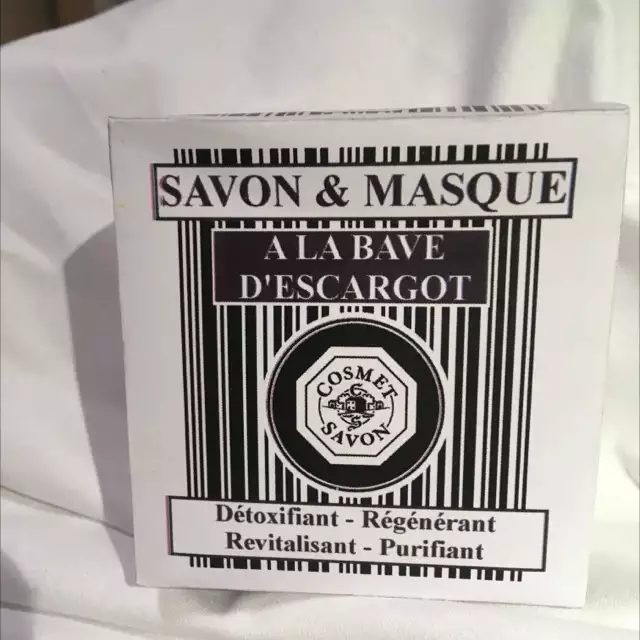 SAVON & MASQUE
A LA BAVE
D'ESCARGOT
COSMET
SAVON
Détoxifiant - Régénérant
Revitalisant - Purifiant